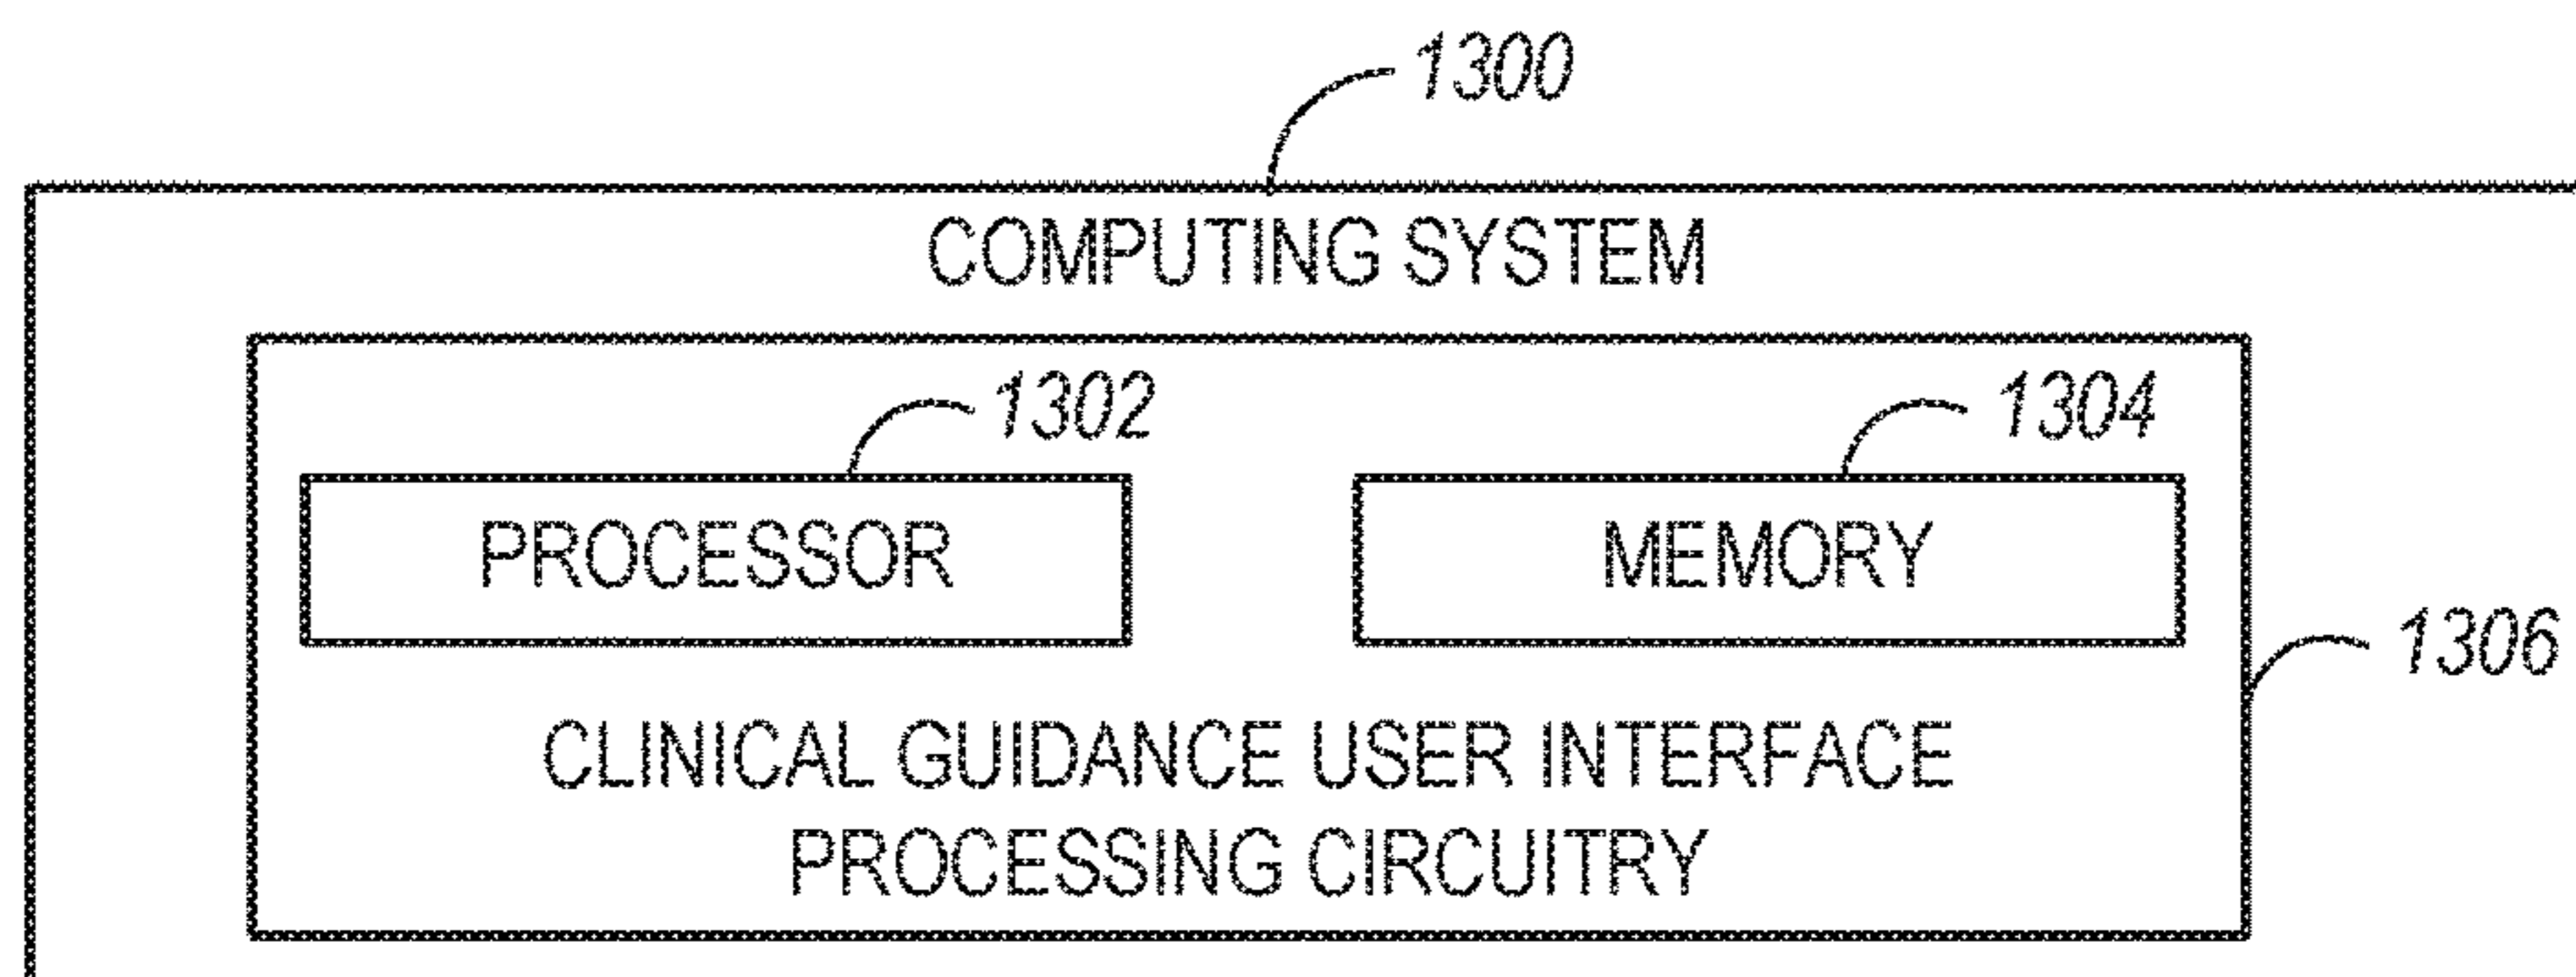 1300
COMPUTING SYSTEM
1302
1304
PROCESSOR
MEMORY
1306
CLINICAL GUIDANCE USER INTERFACE
PROCESSING CIRCUITRY